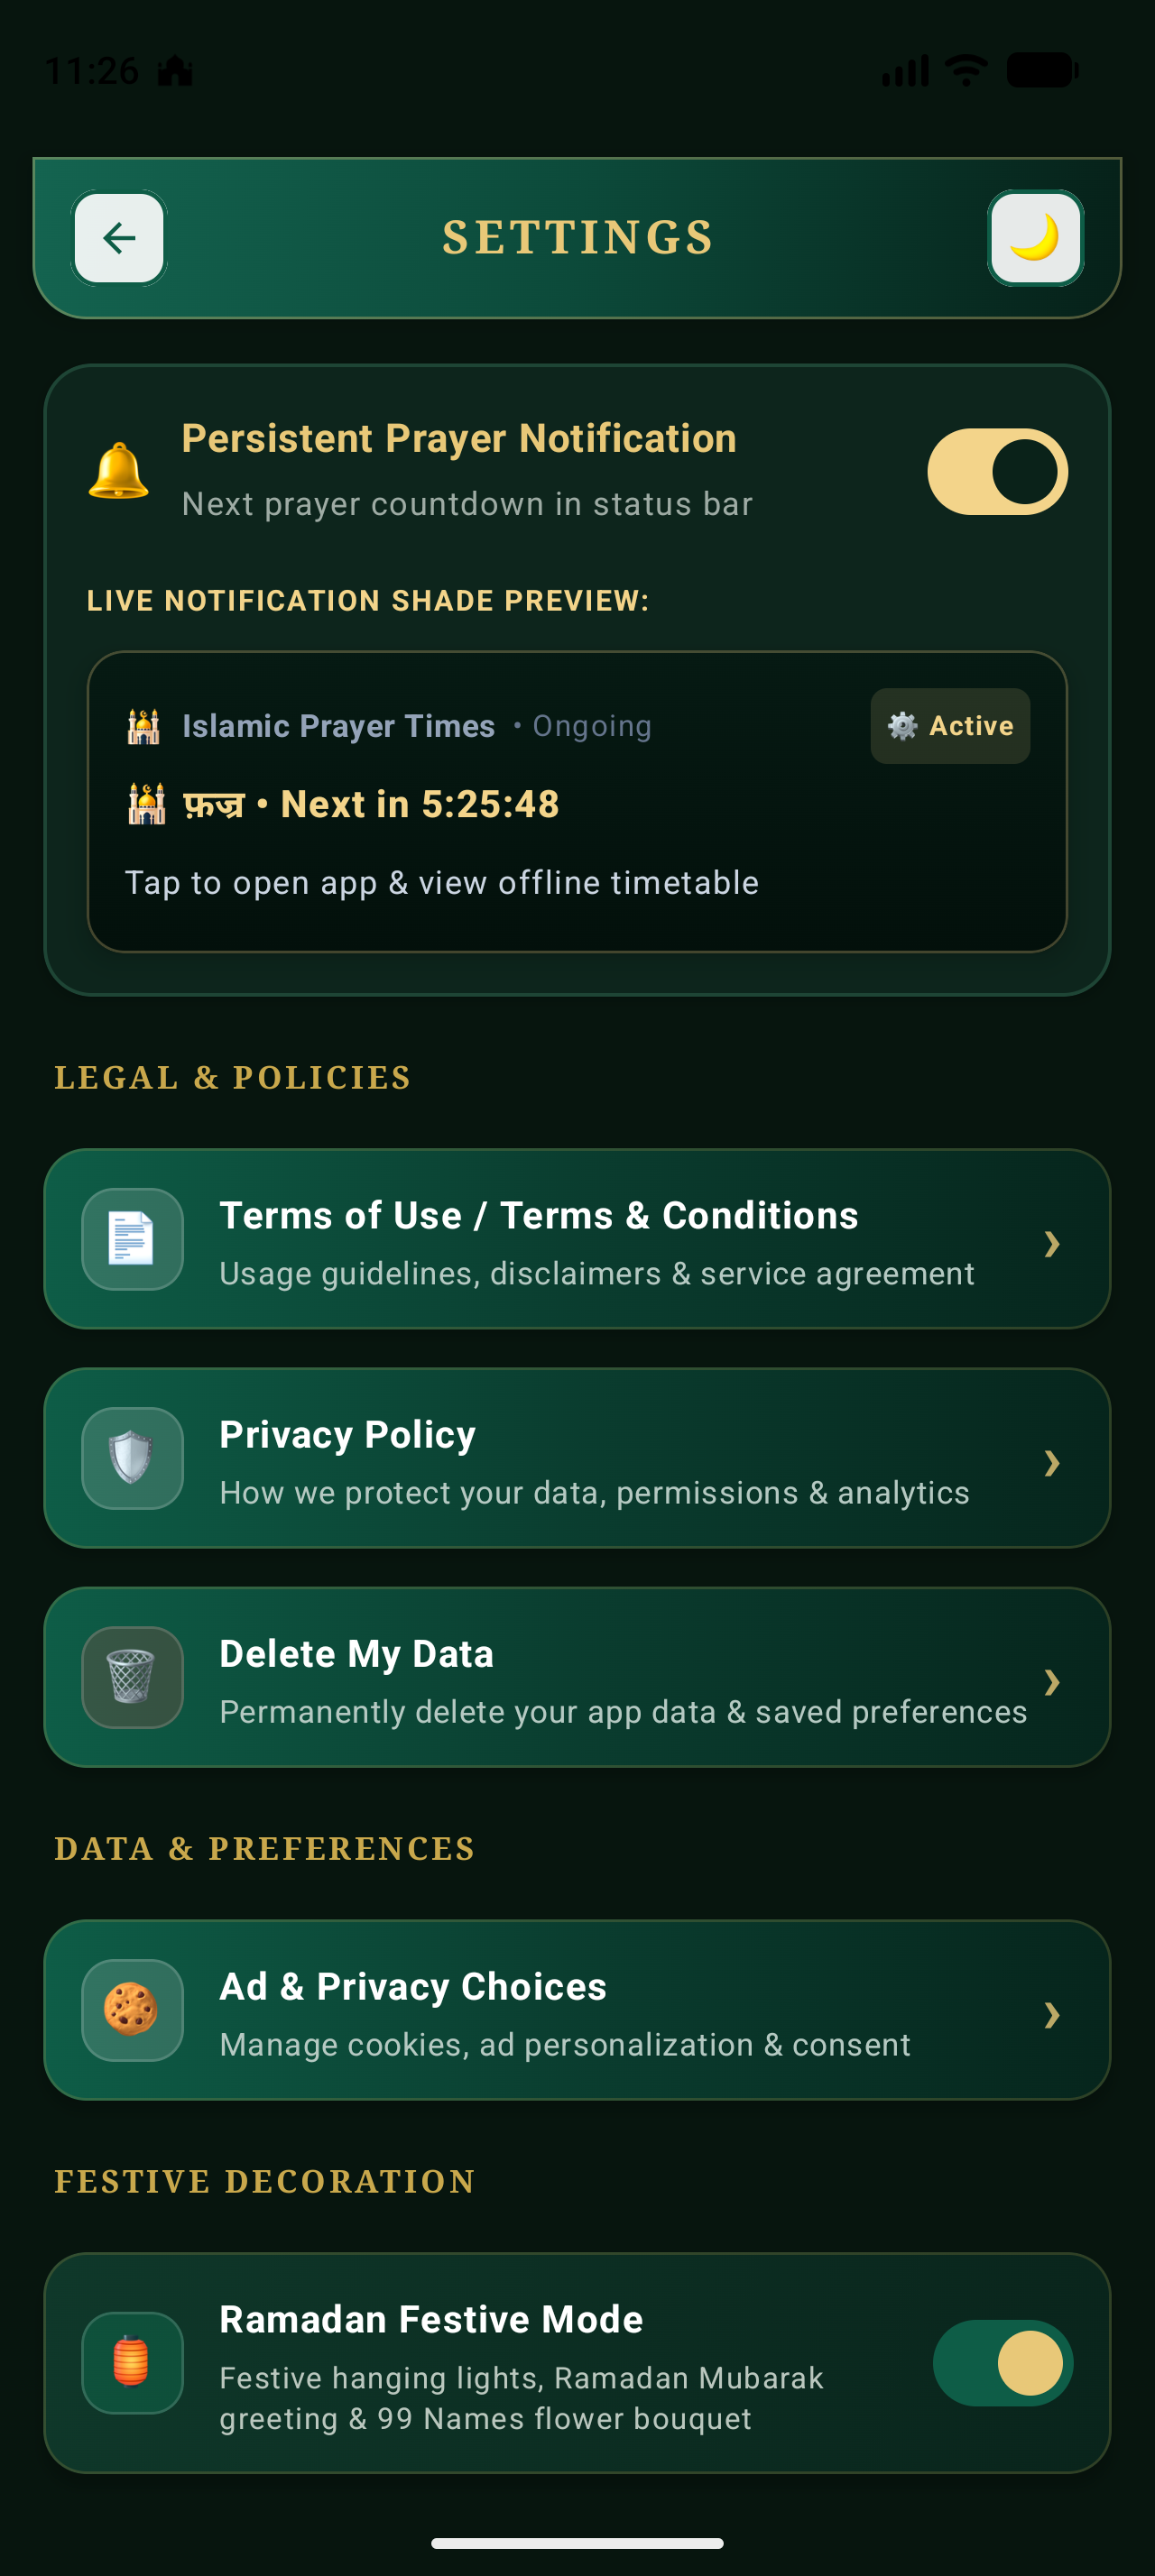 11:26
SETTINGS
Persistent Prayer Notification
Next prayer countdown in status bar
LIVE NOTIFICATION SHADE PREVIEW:
Islamic Prayer Times • Ongoing
Active
फ़ज्र • Next in 5:25:48
Tap to open app & view offline timetable
LEGAL & POLICIES
Terms of Use / Terms & Conditions
Usage guidelines, disclaimers & service agreement
Privacy Policy
How we protect your data, permissions & analytics
Delete My Data
Permanently delete your app data & saved preferences
DATA & PREFERENCES
Ad & Privacy Choices
Manage cookies, ad personalization & consent
FESTIVE DECORATION
Ramadan Festive Mode
Festive hanging lights, Ramadan Mubarak
greeting & 99 Names flower bouquet